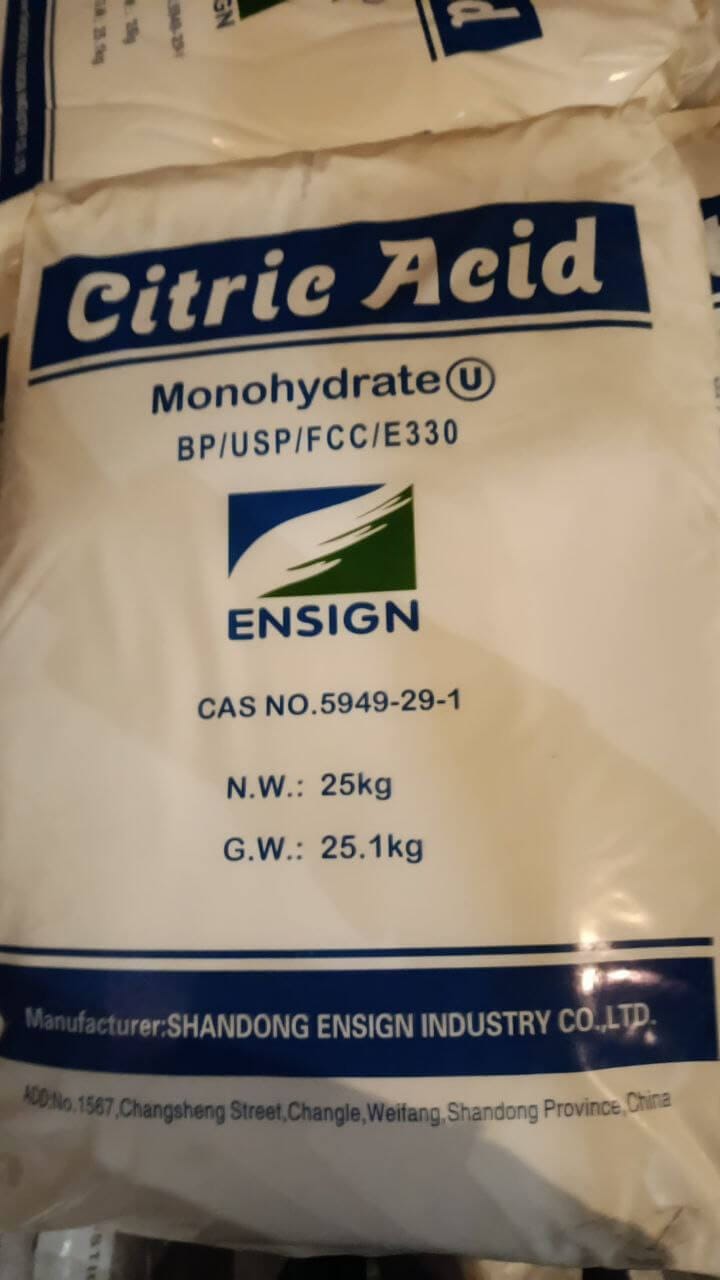 IGN
Citric Acid
Monohydrate Ⓤ
BP/USP/FCC/E330
ENSIGN
CAS NO.5949-29-1
N.W.: 25kg
G.W.: 25.1kg
Manufacturer:SHANDONG ENSIGN INDUSTRY CO.,LTD.
ADD:No.1567,Changsheng Street,Changle,Weifang,Shandong Province,China